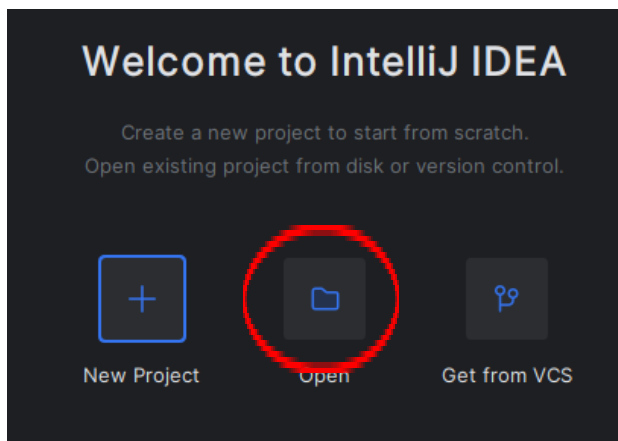 Welcome to IntelliJ IDEA
Create a new project to start from scratch.
Open existing project from disk or version control.
New Project
Open
Get from VCS